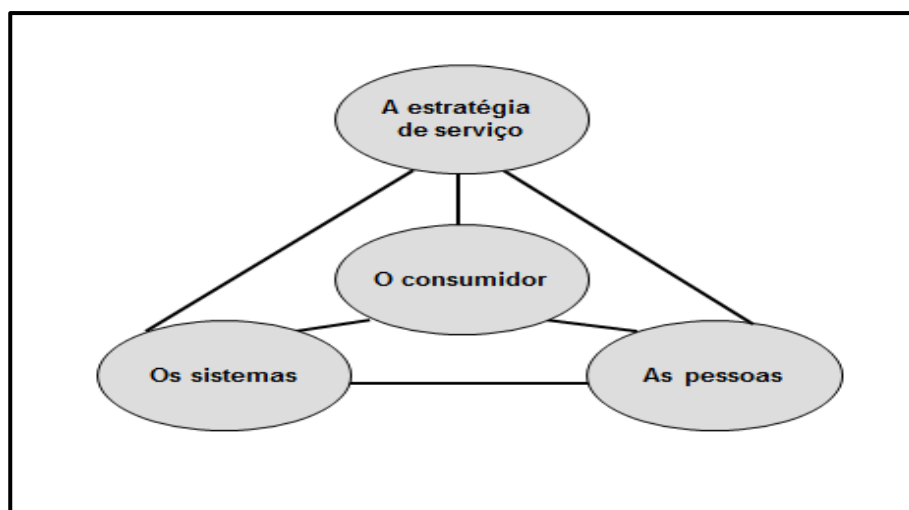 A estratégia
de serviço
O consumidor
Os sistemas
As pessoas